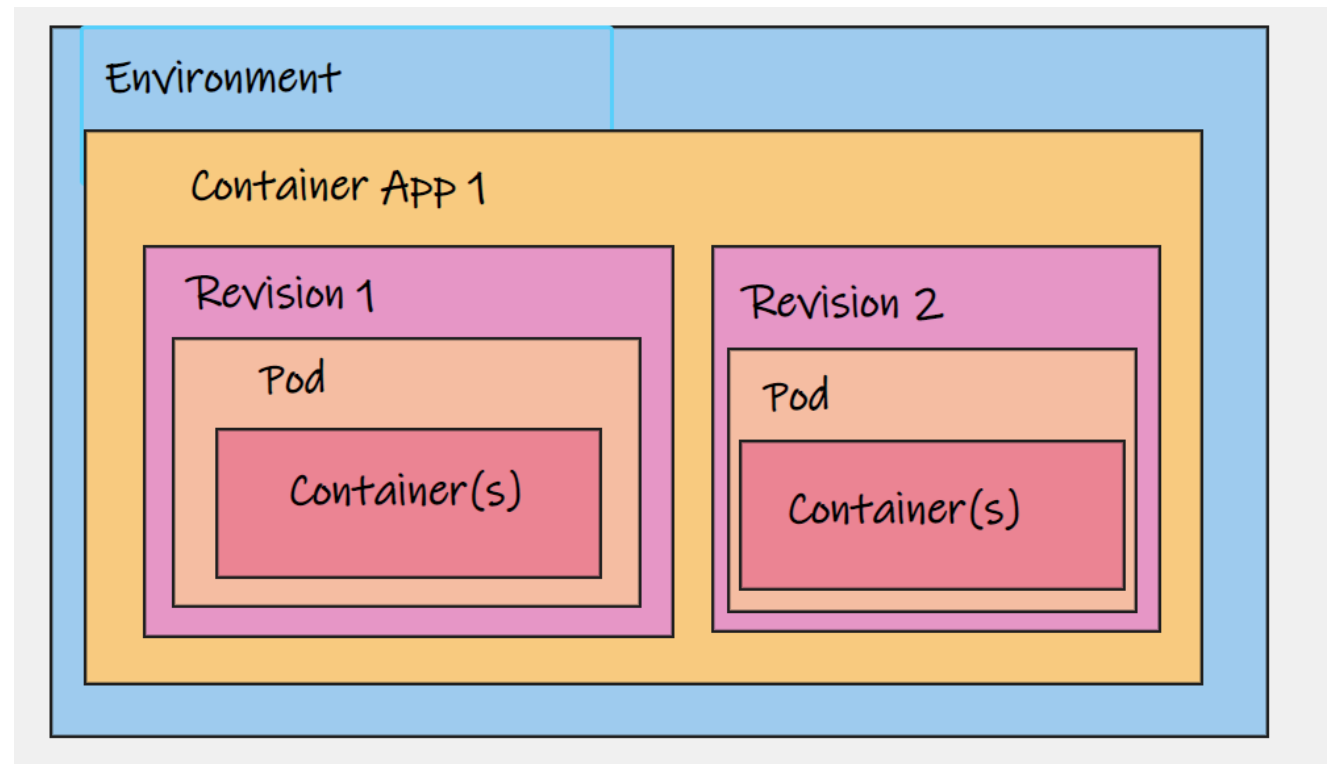 Environment
Container App 1
Revision 1
Pod
Container(s)
Revision 2
Pod
Container(s)